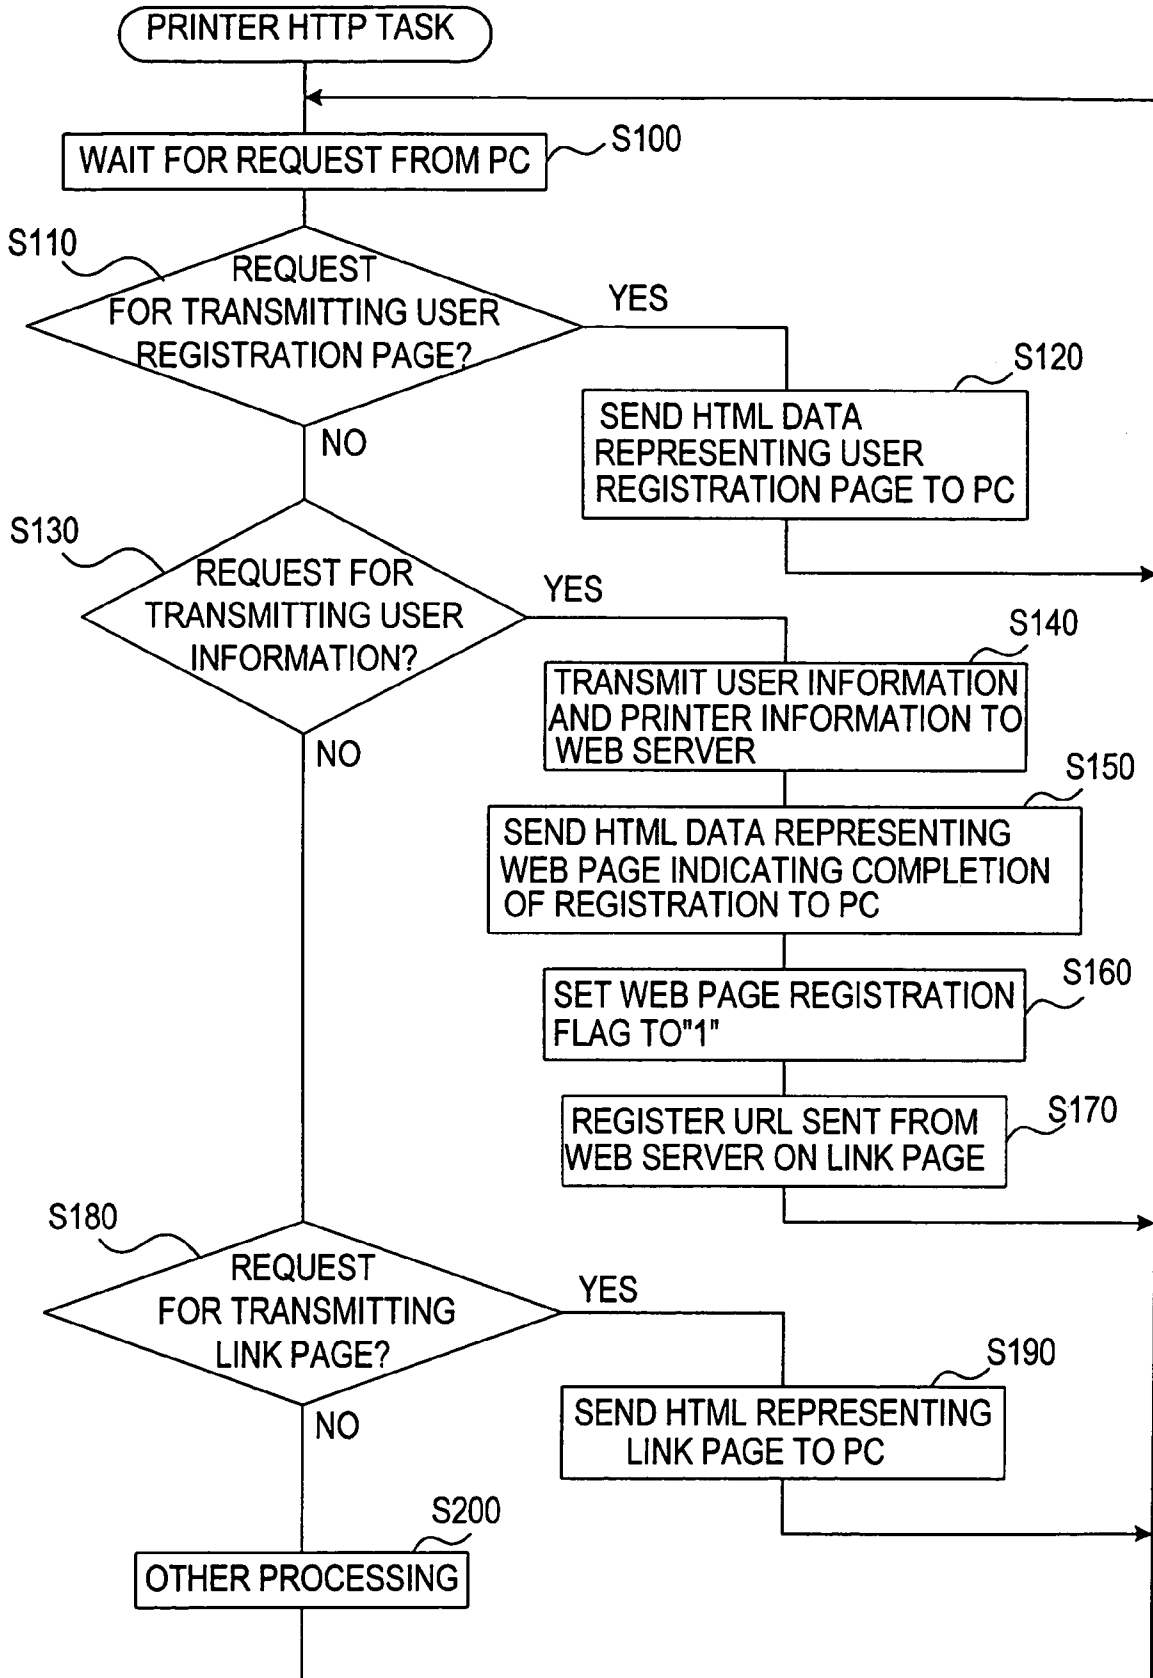 PRINTER HTTP TASK
WAIT FOR REQUEST FROM PC
S100
S110
REQUEST
FOR TRANSMITTING USER
REGISTRATION PAGE?
YES
NO
S120
SEND HTML DATA
REPRESENTING USER
REGISTRATION PAGE TO PC
S130
REQUEST FOR
TRANSMITTING USER
INFORMATION?
YES
NO
S140
TRANSMIT USER INFORMATION
AND PRINTER INFORMATION TO
WEB SERVER
S150
SEND HTML DATA REPRESENTING
WEB PAGE INDICATING COMPLETION
OF REGISTRATION TO PC
S160
SET WEB PAGE REGISTRATION
FLAG TO"1"
S170
REGISTER URL SENT FROM
WEB SERVER ON LINK PAGE
S180
REQUEST
FOR TRANSMITTING
LINK PAGE?
YES
NO
S190
SEND HTML REPRESENTING
LINK PAGE TO PC
S200
OTHER PROCESSING